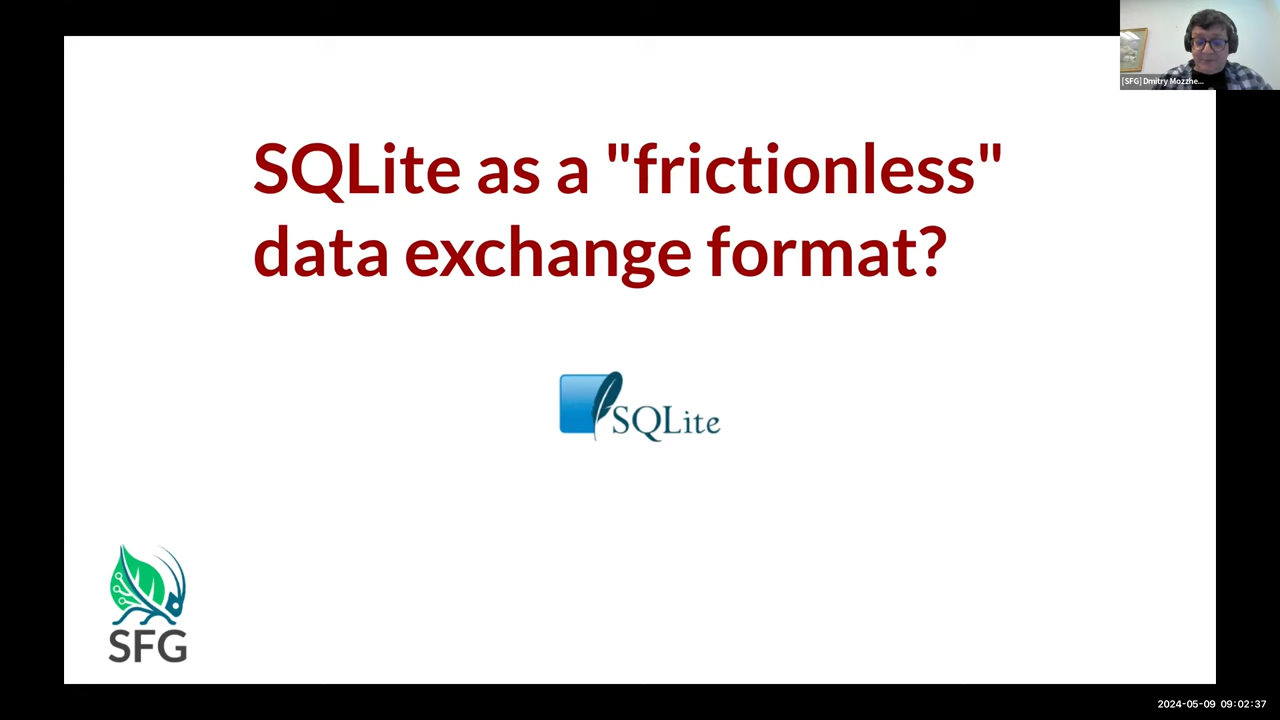 [SFG] Dmitry Mozzhe...
SQLite as a "frictionless"
data exchange format?
SQLite
SFG
2024-05-09 09:02:37